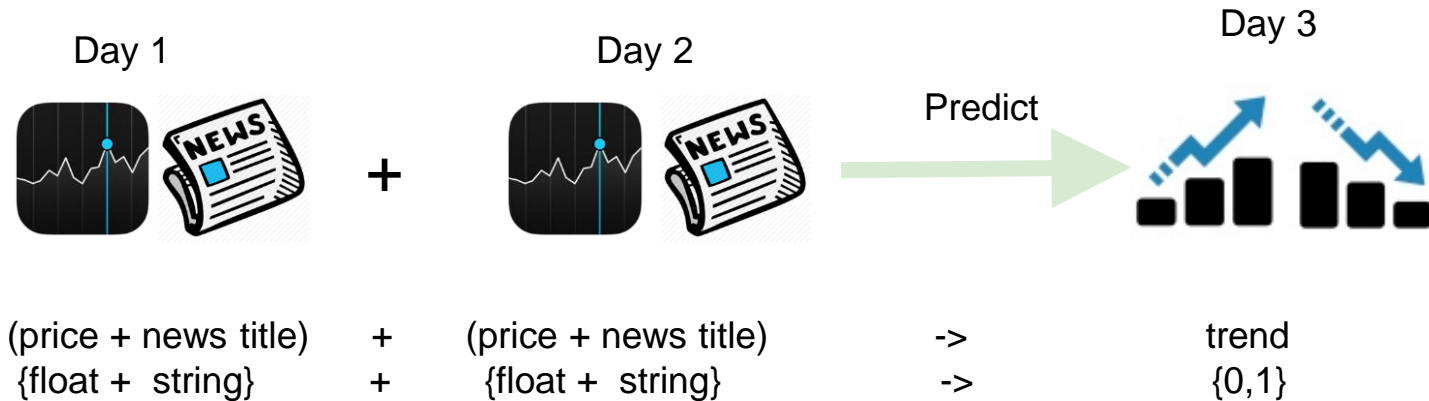 Day 1
Day 2
Day 3
NEWS
+
NEWS
Predict
(price + news title) + (price + news title) -> trend
{float + string} + {float + string} -> {0,1}